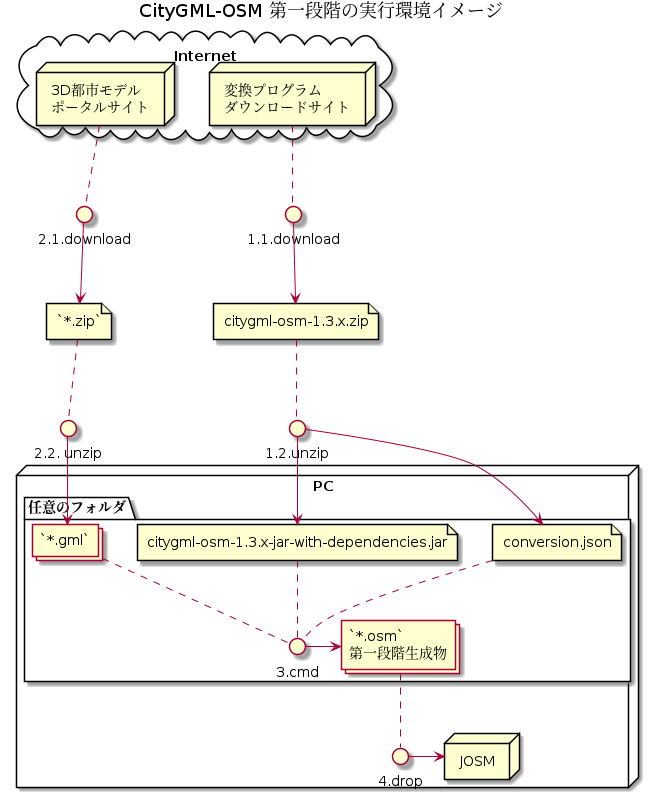 CityGML-OSM 第一段階の実行環境イメージ
Internet
3D都市モデル
ポータルサイト
変換プログラム
ダウンロードサイト
2.1.download
1.1.download
`*.zip`
citygml-osm-1.3.x.zip
2.2. unzip
1.2.unzip
PC
任意のフォルダ
`*.gml`
citygml-osm-1.3.x-jar-with-dependencies.jar
conversion.json
`*.osm`
第一段階生成物
3.cmd
JOSM
4.drop